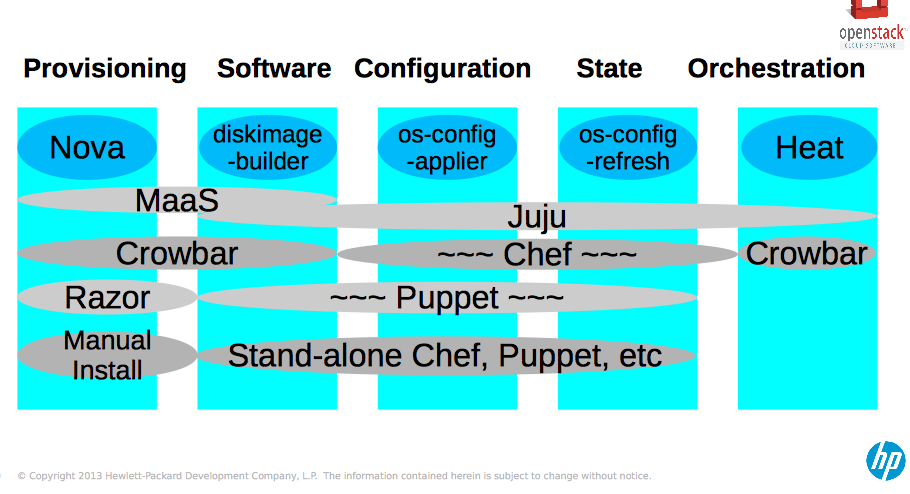 openstack
CLOUD SOFTWARE
Provisioning Software Configuration State Orchestration
Nova
diskimage
-builder
os-config
-applier
os-config
-refresh
Heat
MaaS
Juju
Crowbar
~~~ Chef ~~~
Crowbar
Razor
~~~ Puppet ~~~
Manual
Install
Stand-alone Chef, Puppet, etc
© Copyright 2013 Hewlett-Packard Development Company, L.P. The information contained herein is subject to change without notice.
hp